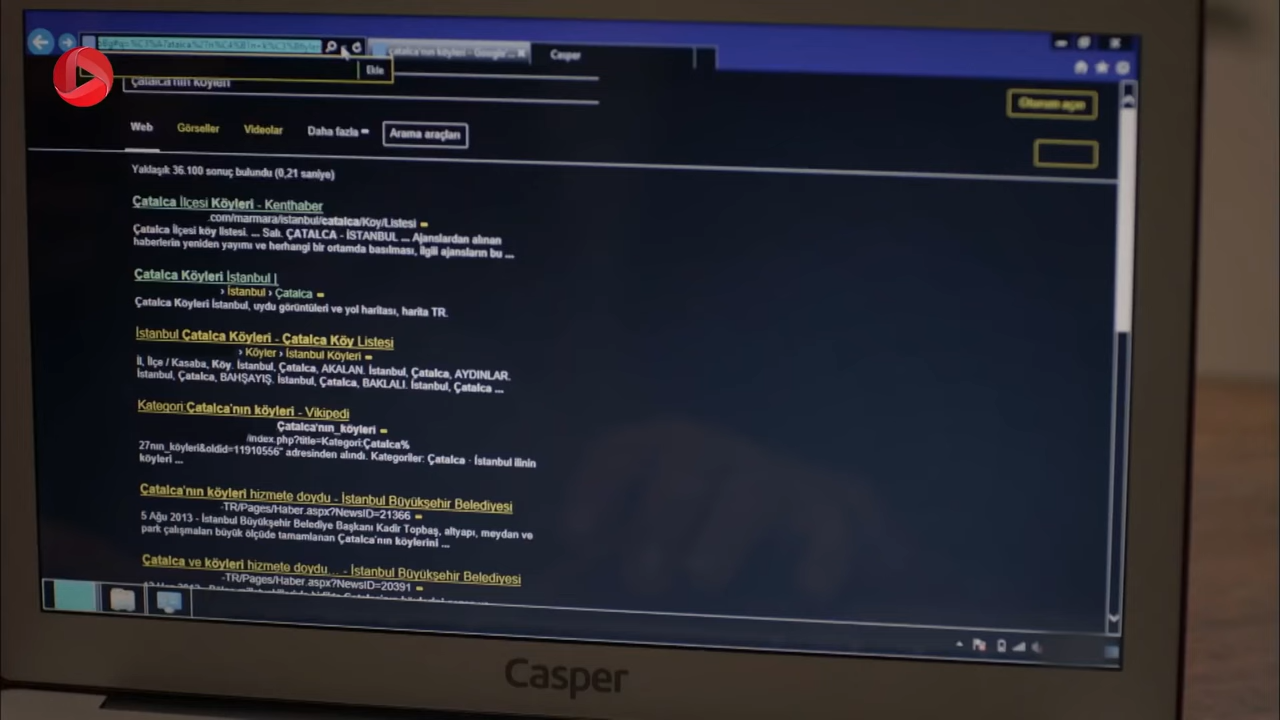 çatalca'nın köyleri - Google'...
Casper
Ekle
çatalca'nın köyleri
Oturum açın
Web Görseller Videolar Daha fazla Arama araçları
Yaklaşık 36.100 sonuç bulundu (0,21 saniye)
Çatalca İlçesi Köyleri - Kenthaber
.com/marmara/istanbul/catalca/Koy/Listesi
Çatalca İlçesi köy listesi. ... Salı. ÇATALCA - İSTANBUL ... Ajanslardan alınan
haberlerin yeniden yayımı ve herhangi bir ortamda basılması, ilgili ajansların bu ...
Çatalca Köyleri İstanbul |
› İstanbul › Çatalca
Çatalca Köyleri İstanbul, uydu görüntüleri ve yol haritası, harita TR.
İstanbul Çatalca Köyleri - Çatalca Köy Listesi
› Köyler › İstanbul Köyleri
İl, İlçe / Kasaba, Köy. İstanbul, Çatalca, AKALAN. İstanbul, Çatalca, AYDINLAR.
İstanbul, Çatalca, BAHŞAYIŞ. İstanbul, Çatalca, BAKLALI. İstanbul, Çatalca ...
Kategori:Çatalca'nın köyleri - Vikipedi
Çatalca'nın_köyleri
/index.php?title=Kategori:Çatalca%
27nın_köyleri&oldid=11910556" adresinden alındı. Kategoriler: Çatalca · İstanbul ilinin
köyleri ...
Çatalca'nın köyleri hizmete doydu - İstanbul Büyükşehir Belediyesi
-TR/Pages/Haber.aspx?NewsID=21366
5 Ağu 2013 - İstanbul Büyükşehir Belediye Başkanı Kadir Topbaş, altyapı, meydan ve
park çalışmaları büyük ölçüde tamamlanan Çatalca'nın köylerini ...
Çatalca ve köyleri hizmete doydu... - İstanbul Büyükşehir Belediyesi
-TR/Pages/Haber.aspx?NewsID=20391
Casper